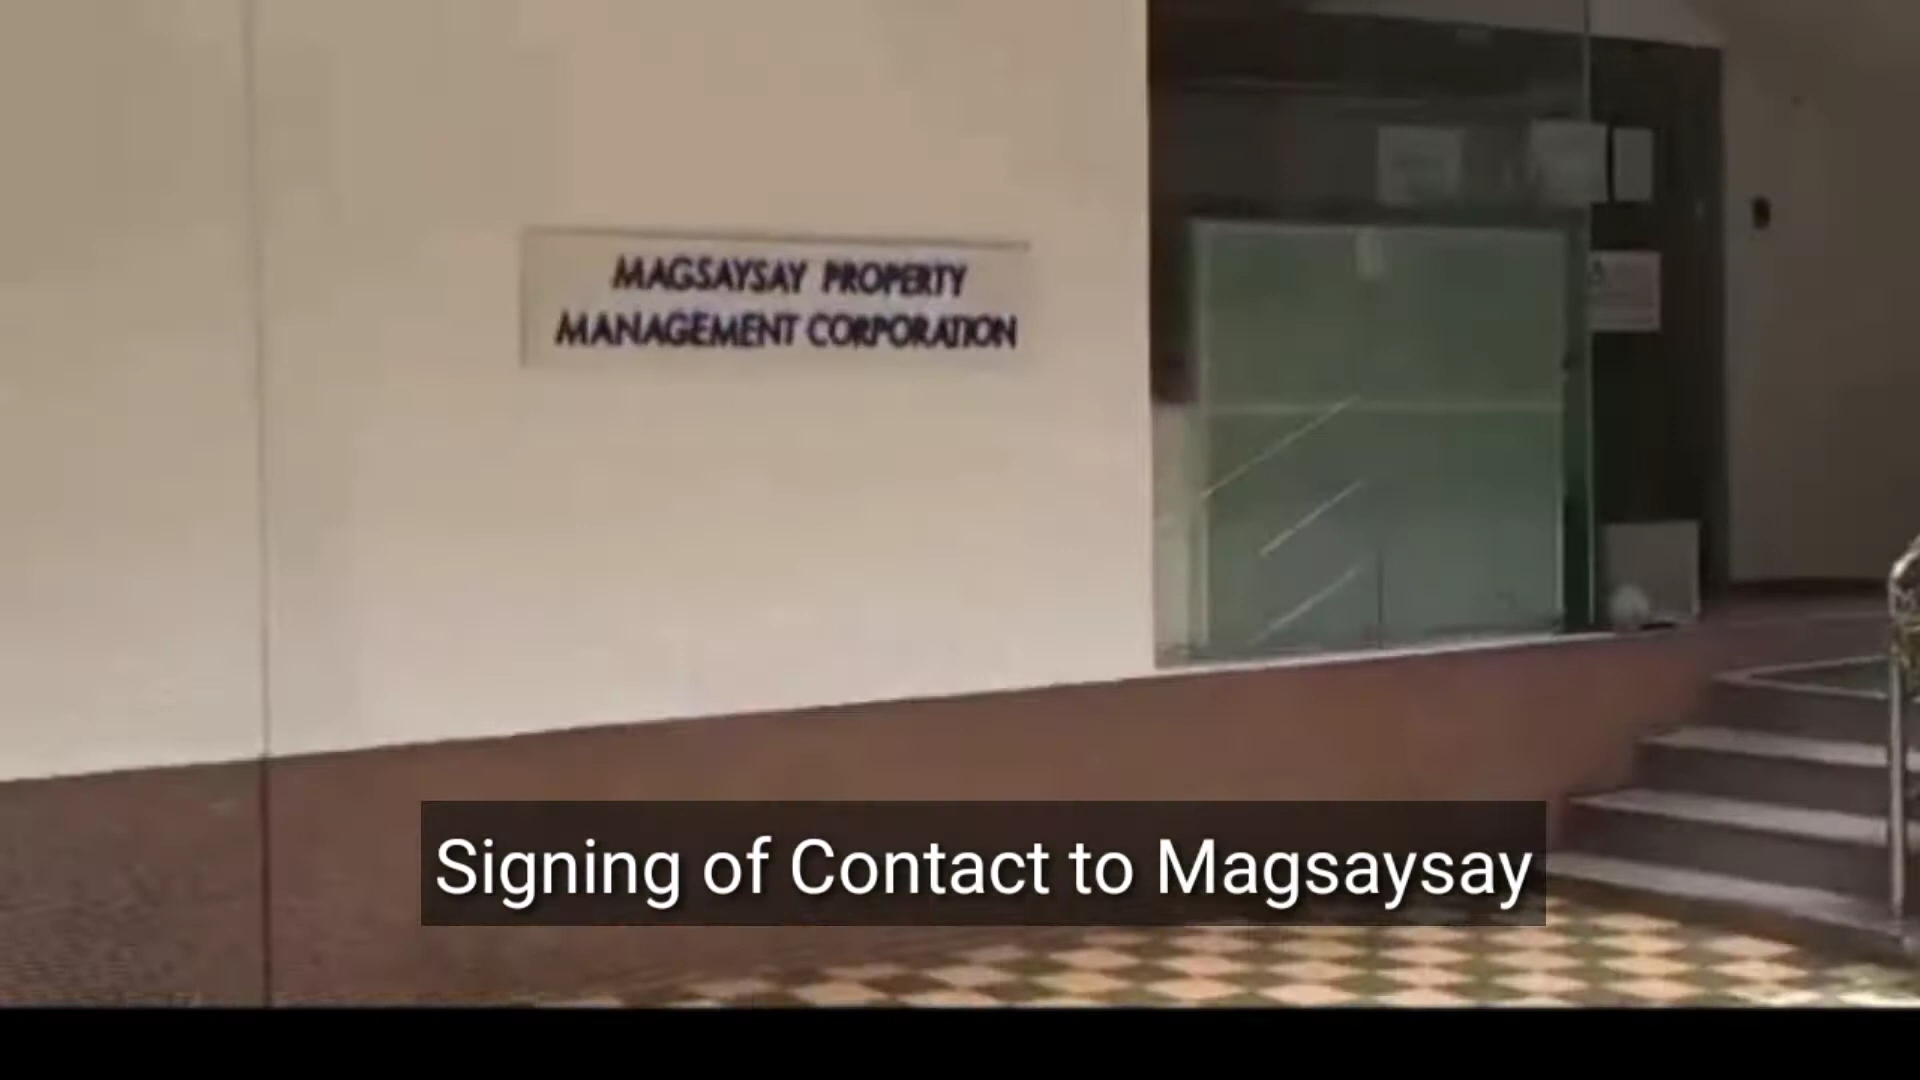 MAGSAYSAY PROPERTY
MANAGEMENT CORPORATION
Signing of Contact to Magsaysay